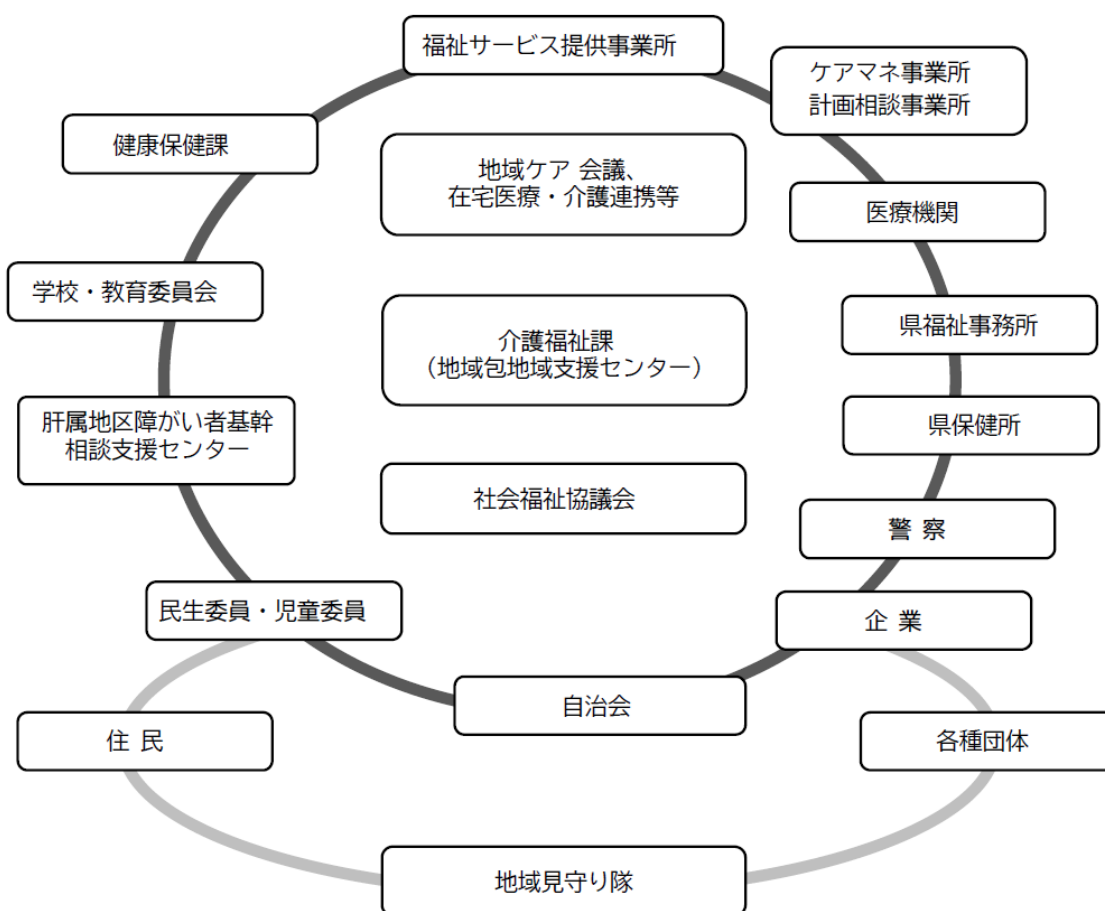 福祉サービス提供事業所
ケアマネ事業所
計画相談事業所
健康保健課
地域ケア 会議、
在宅医療・介護連携等
医療機関
学校・教育委員会
介護福祉課
（地域包地域支援センター）
県福祉事務所
肝属地区障がい者基幹
相談支援センター
県保健所
社会福祉協議会
警 察
民生委員・児童委員
企 業
自治会
住 民
各種団体
地域見守り隊